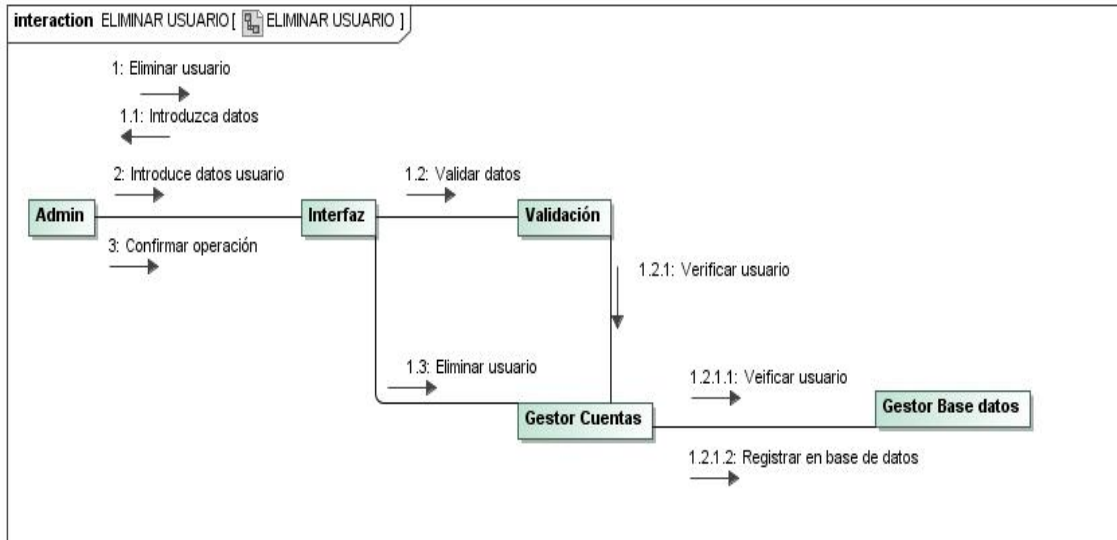 interaction ELIMINAR USUARIO [ ELIMINAR USUARIO ]
1: Eliminar usuario
1.1: Introduzca datos
2: Introduce datos usuario
1.2: Validar datos
Admin
Interfaz
Validación
3: Confirmar operación
1.2.1: Verificar usuario
1.3: Eliminar usuario
1.2.1.1: Veificar usuario
Gestor Cuentas
Gestor Base datos
1.2.1.2: Registrar en base de datos